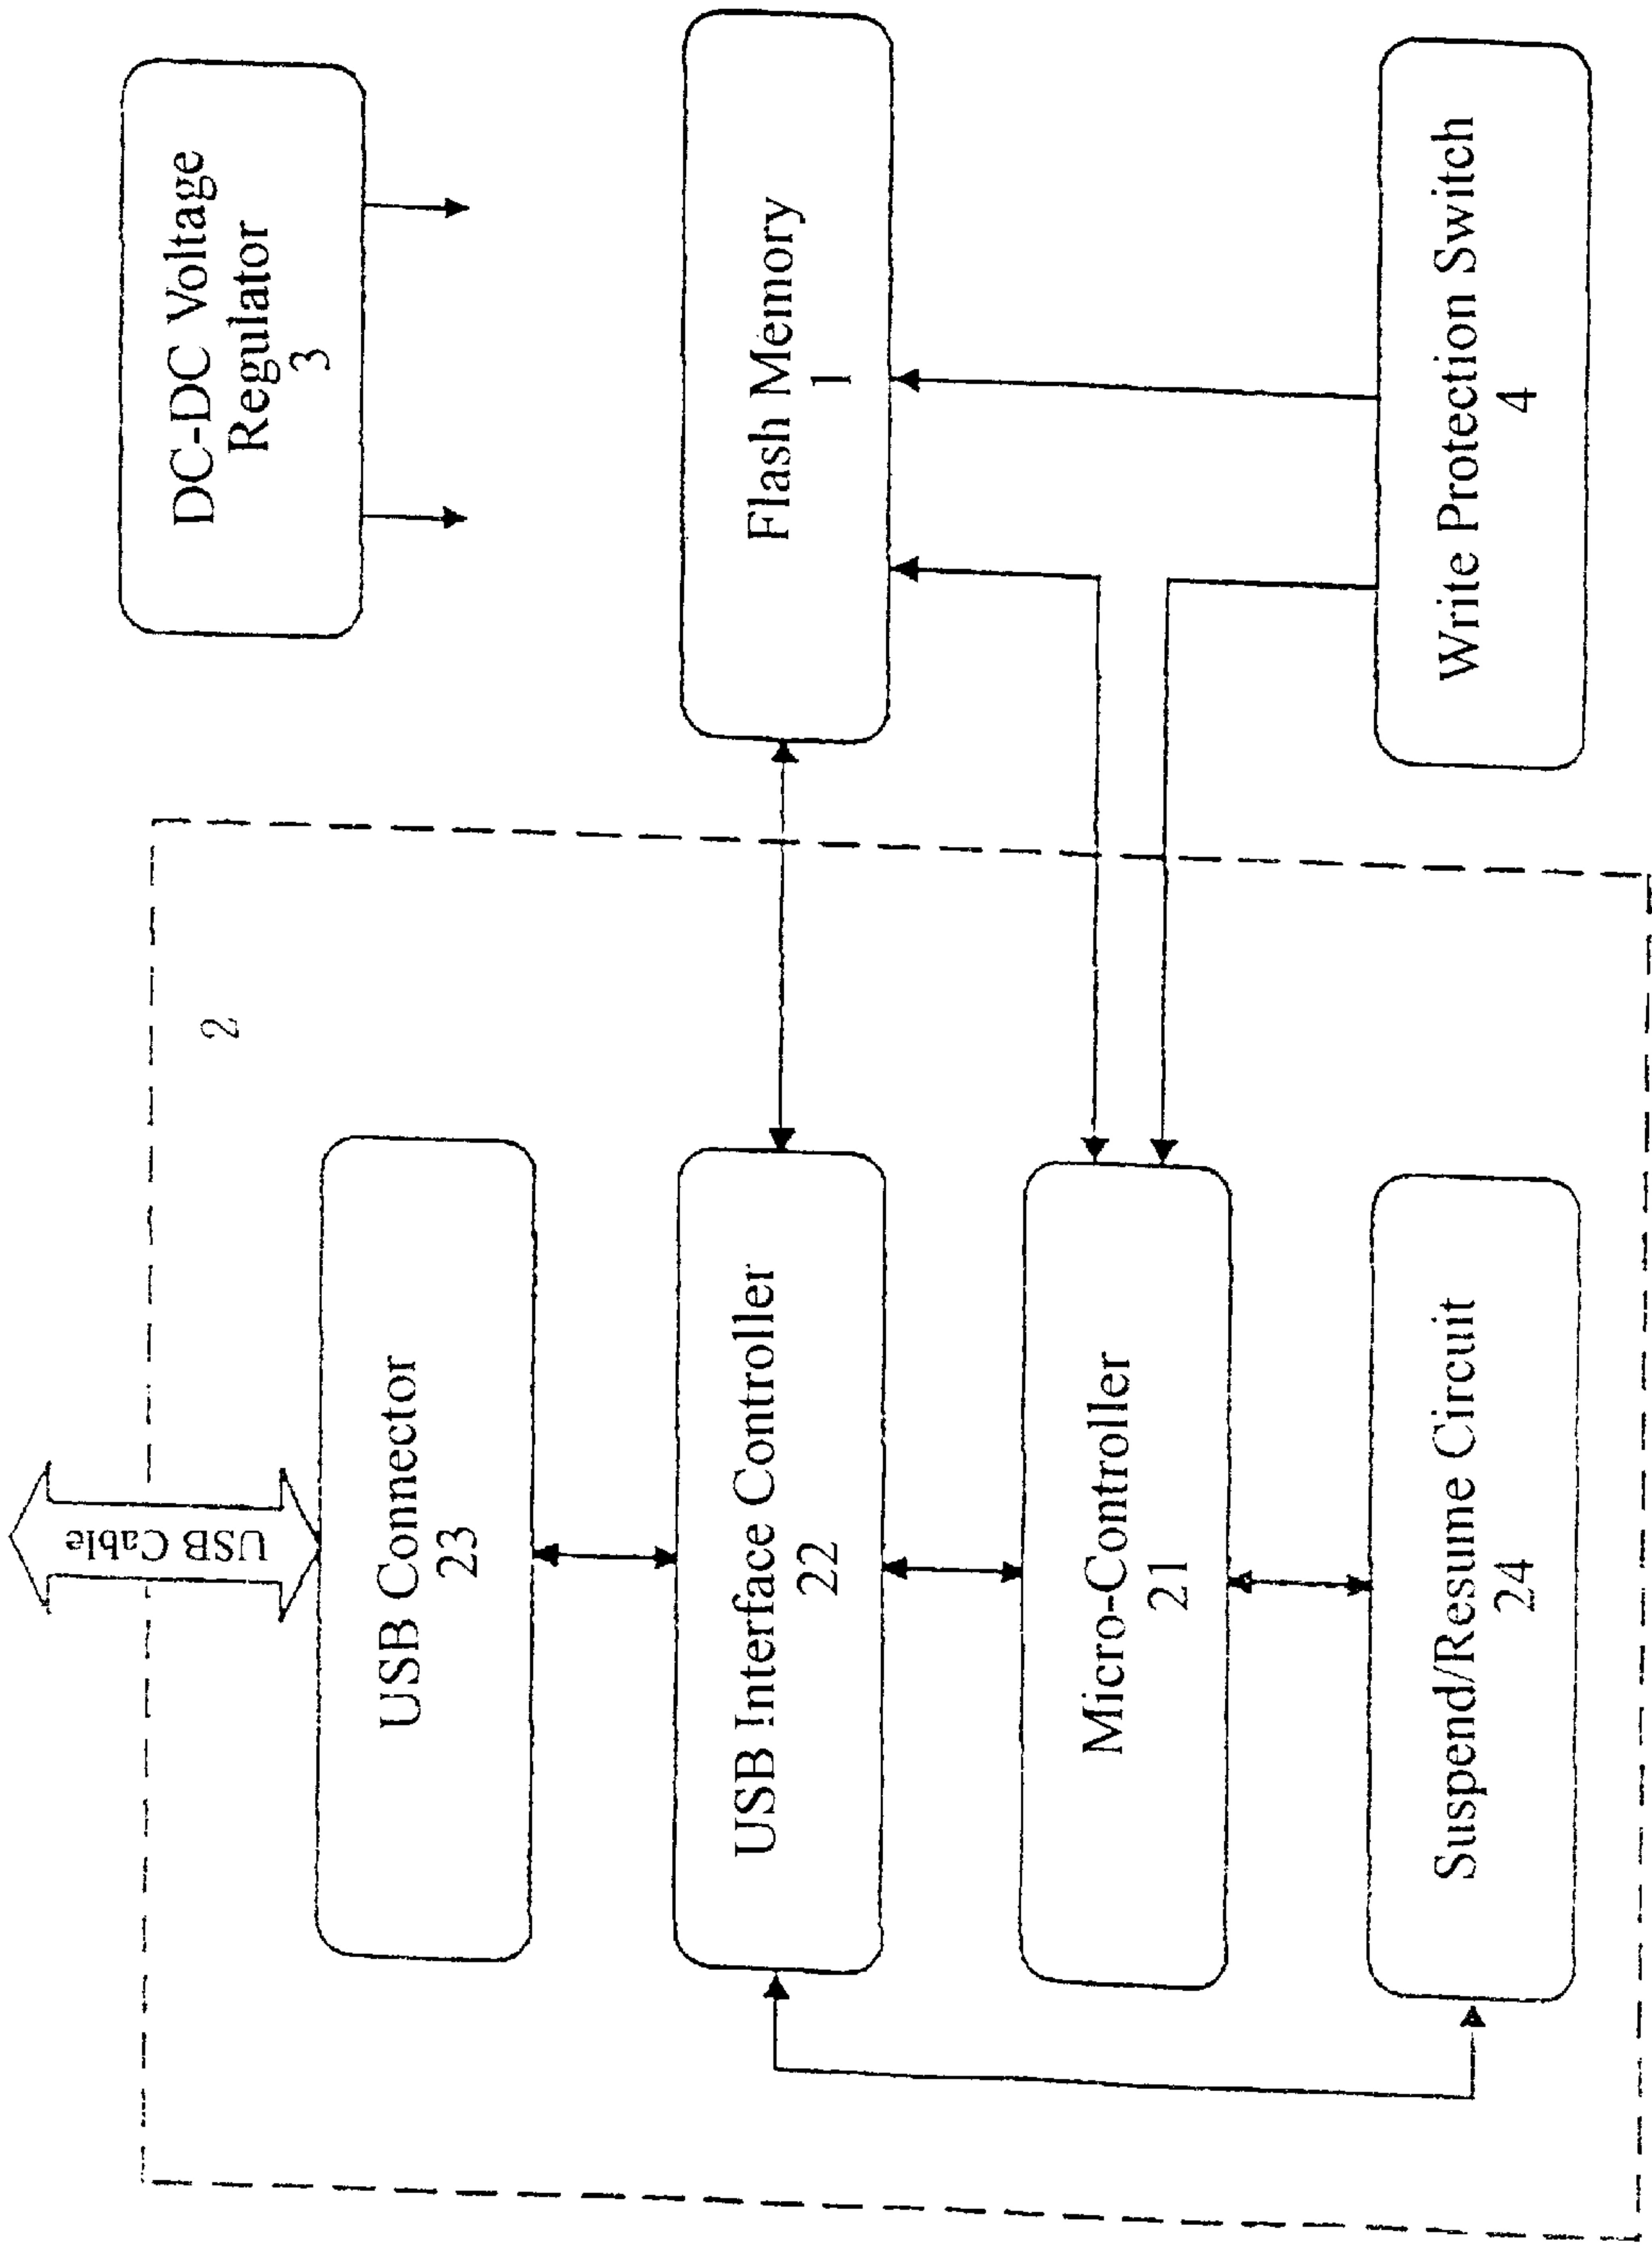 USB Cable
2
USB Connector
23
USB Interface Controller
22
Micro-Controller
21
Suspend/Resume Circuit
24
DC-DC Voltage
Regulator
3
Flash Memory
1
Write Protection Switch
4